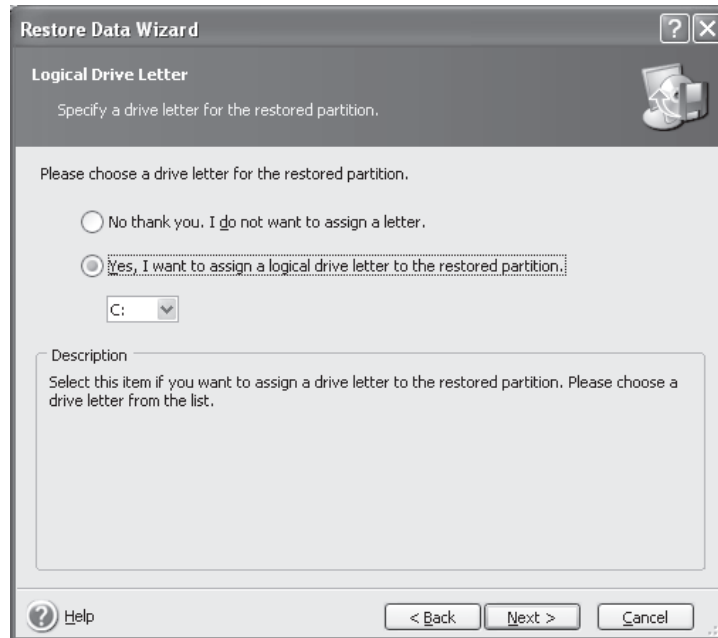 Restore Data Wizard
Logical Drive Letter
Specify a drive letter for the restored partition.
Please choose a drive letter for the restored partition.
No thank you. I do not want to assign a letter.
Yes, I want to assign a logical drive letter to the restored partition.
C:
Description
Select this item if you want to assign a drive letter to the restored partition. Please choose a
drive letter from the list.
? Help
< Back
Next >
Cancel